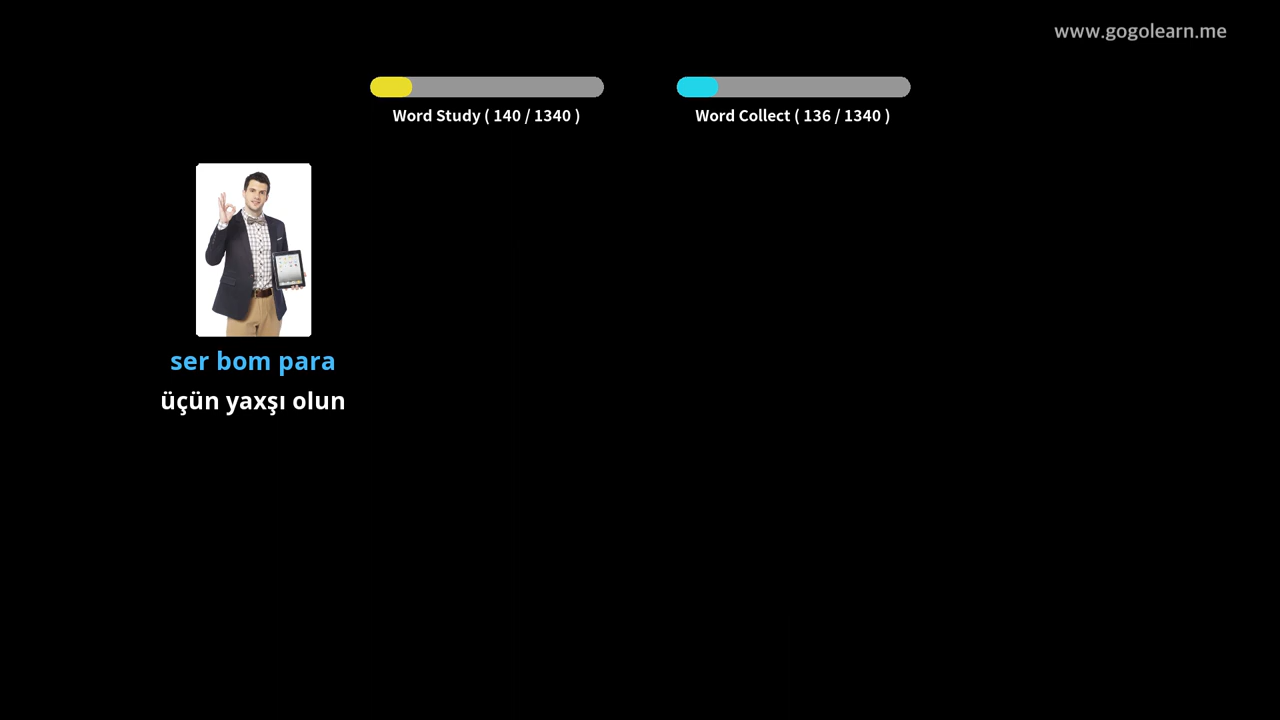 www.gogolearn.me
Word Study ( 140 / 1340 )
Word Collect ( 136 / 1340 )
ser bom para
üçün yaxşı olun